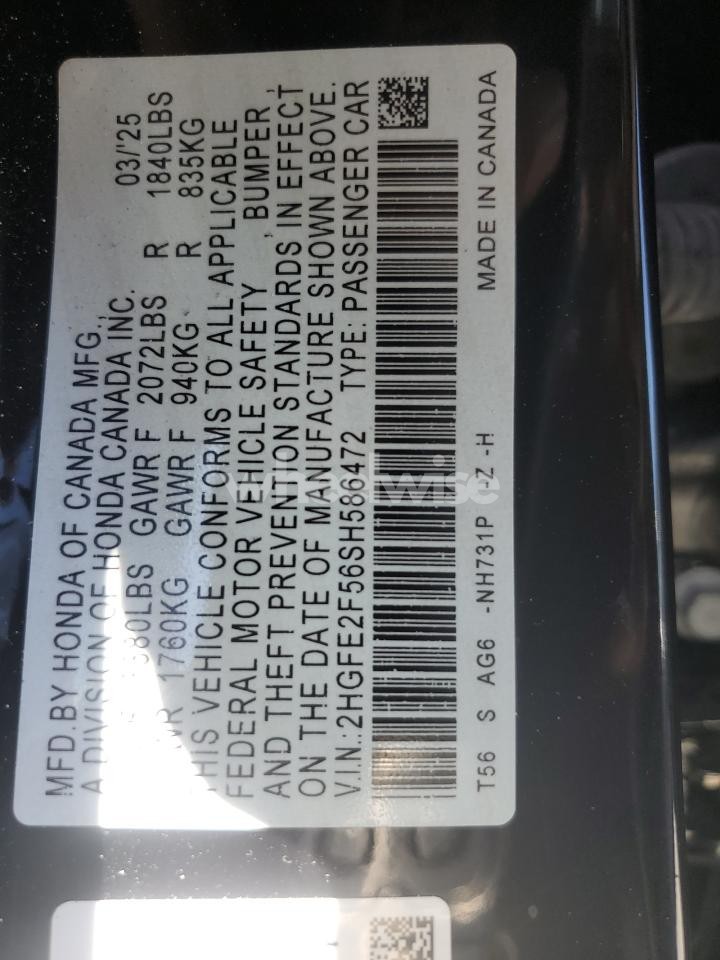 MFD.BY HONDA OF CANADA MFG., 03/'25
A DIVISION OF HONDA CANADA INC.
GAWR F 2072LBS R 1840LBS
1760KG GAWR F 940KG R 835KG
THIS VEHICLE CONFORMS TO ALL APPLICABLE
FEDERAL MOTOR VEHICLE SAFETY , BUMPER ,
AND THEFT PREVENTION STANDARDS IN EFFECT
ON THE DATE OF MANUFACTURE SHOWN ABOVE.
V.I.N.:2HGFE2F56SH586472 TYPE: PASSENGER CAR
T56 S AG6 -NH731P -Z -H MADE IN CANADA
wheelwise